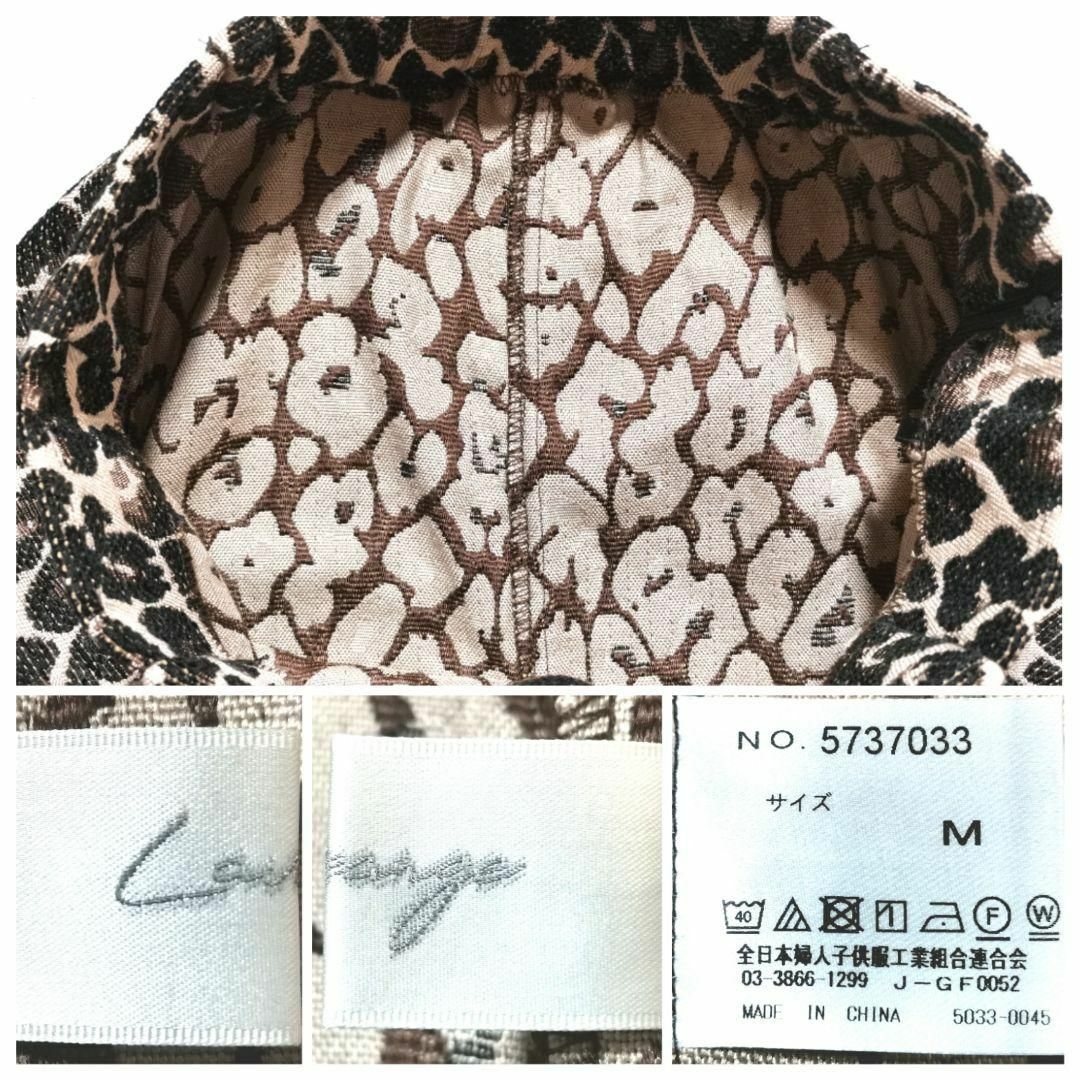 NO. 5737033
サイズ
M
40 F W
全日本婦人子供服工業組合連合会
03-3866-1299 J-GF0052
MADE IN CHINA 5033-0045